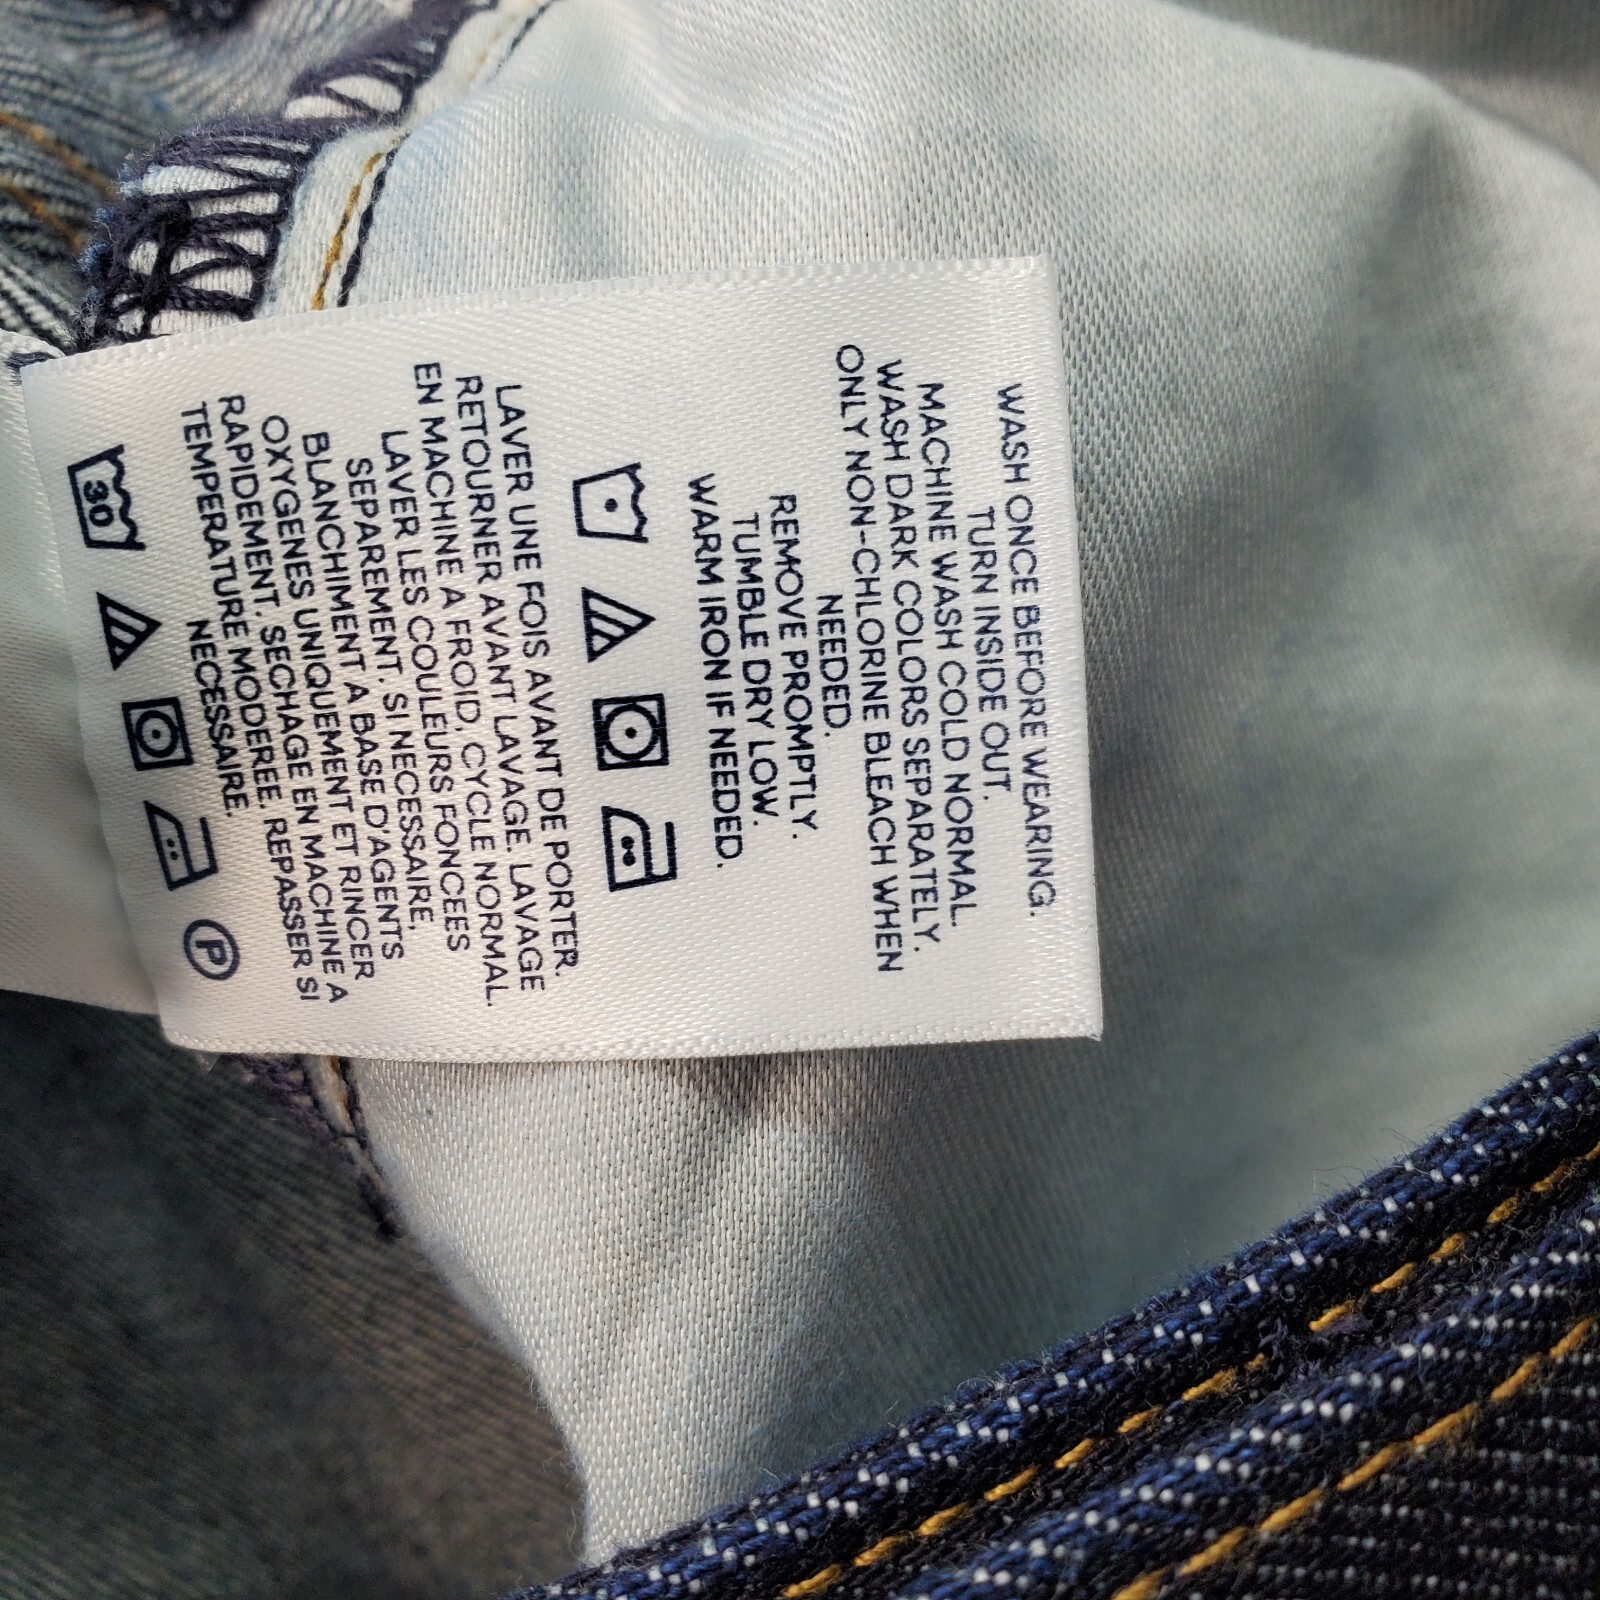 WASH ONCE BEFORE WEARING.
TURN INSIDE OUT.
MACHINE WASH COLD NORMAL.
WASH DARK COLORS SEPARATELY.
ONLY NON-CHLORINE BLEACH WHEN
NEEDED.
REMOVE PROMPTLY.
TUMBLE DRY LOW.
WARM IRON IF NEEDED.
LAVER UNE FOIS AVANT DE PORTER.
RETOURNER AVANT LAVAGE. LAVAGE
EN MACHINE A FROID, CYCLE NORMAL.
LAVER LES COULEURS FONCEES
SEPAREMENT. SI NECESSAIRE,
BLANCHIMENT A BASE D'AGENTS
OXYGENES UNIQUEMENT ET RINCER
RAPIDEMENT. SECHAGE EN MACHINE A
TEMPERATURE MODEREE. REPASSER SI
NECESSAIRE.
30
P